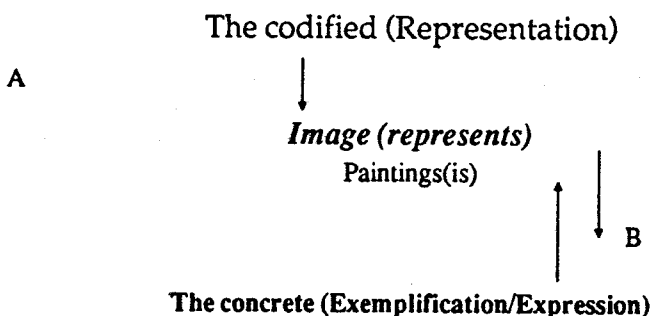 The codified (Representation)
A
Image (represents)
Paintings(is)
B
The concrete (Exemplification/Expression)